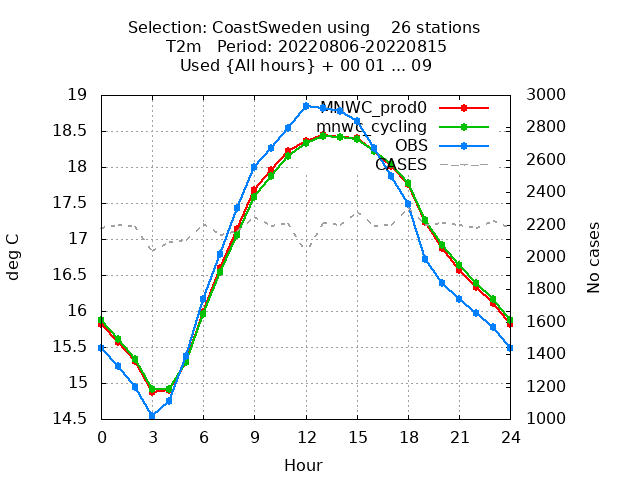 Selection: CoastSweden using    26 stations
T2m   Period: 20220806-20220815
Used {All hours} + 00 01 ... 09
19
18.5
18
17.5
17
16.5
16
15.5
15
14.5
deg C
3000
2800
2600
2400
2200
2000
1800
1600
1400
1200
1000
No cases
MNWC_prod0
mnwc_cycling
OBS
CASES
0 3 6 9 12 15 18 21 24
Hour